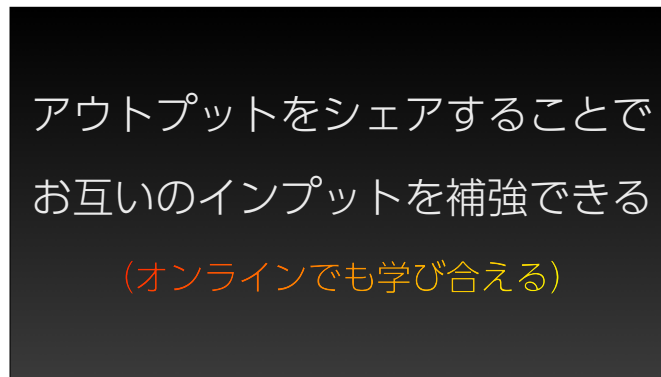 アウトプットをシェアすることで
お互いのインプットを補強できる
(オンラインでも学び合える)